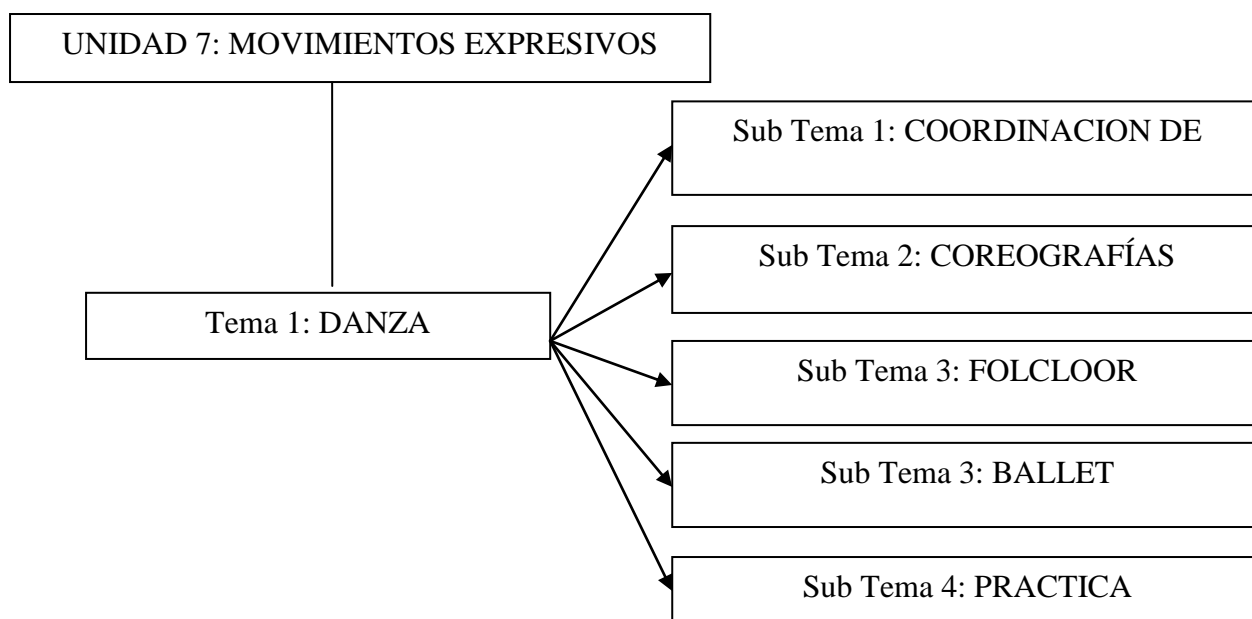 UNIDAD 7: MOVIMIENTOS EXPRESIVOS
Sub Tema 1: COORDINACION DE
Sub Tema 2: COREOGRAFÍAS
Tema 1: DANZA
Sub Tema 3: FOLCLOOR
Sub Tema 3: BALLET
Sub Tema 4: PRACTICA